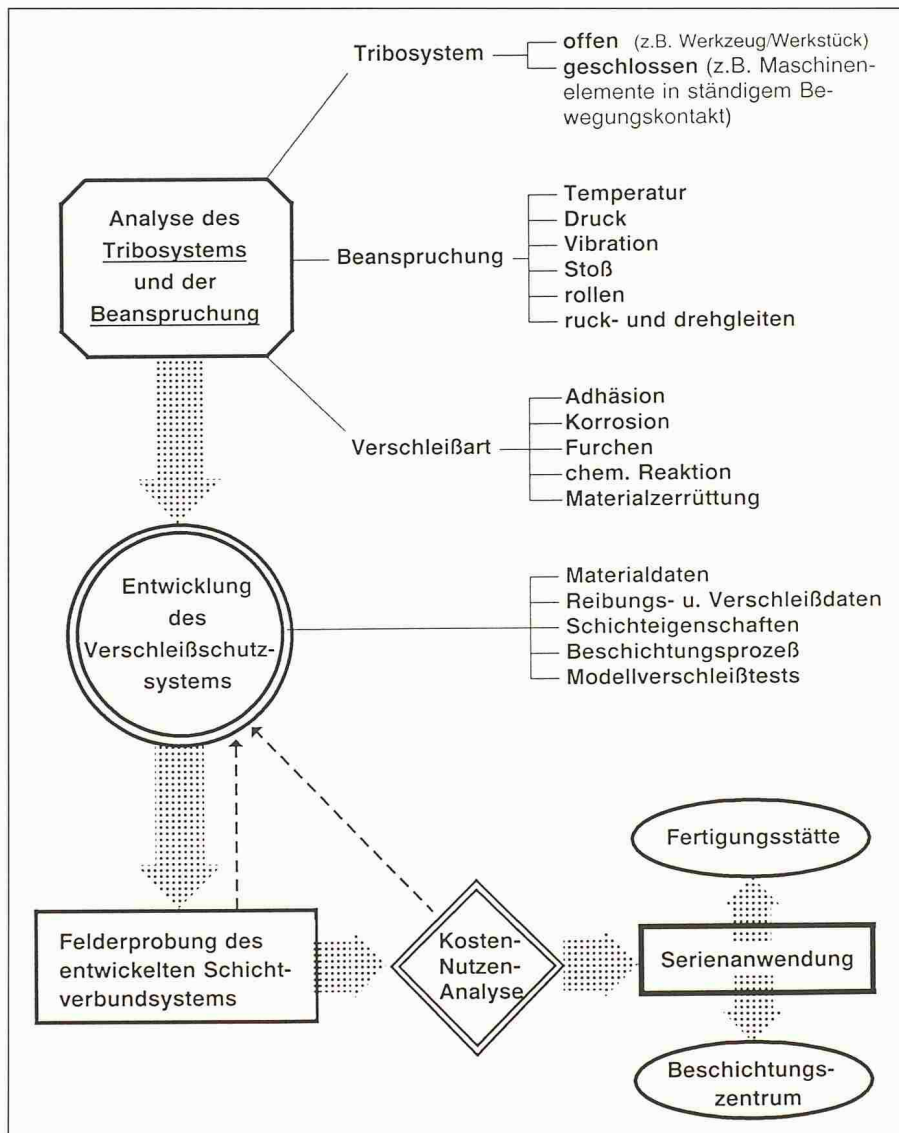 Tribosystem
offen (z.B. Werkzeug/Werkstück)
geschlossen (z.B. Maschinen-
elemente in ständigem Be-
wegungskontakt)
Analyse des
Tribosystems
und der
Beanspruchung
Beanspruchung
Temperatur
Druck
Vibration
Stoß
rollen
ruck- und drehgleiten
Verschleißart
Adhäsion
Korrosion
Furchen
chem. Reaktion
Materialzerrüttung
Entwicklung
des
Verschleißschutz-
systems
Materialdaten
Reibungs- u. Verschleißdaten
Schichteigenschaften
Beschichtungsprozeß
Modellverschleißtests
Felderprobung des
entwickelten Schicht-
verbundsystems
Kosten-
Nutzen-
Analyse
Fertigungsstätte
Serienanwendung
Beschichtungs-
zentrum